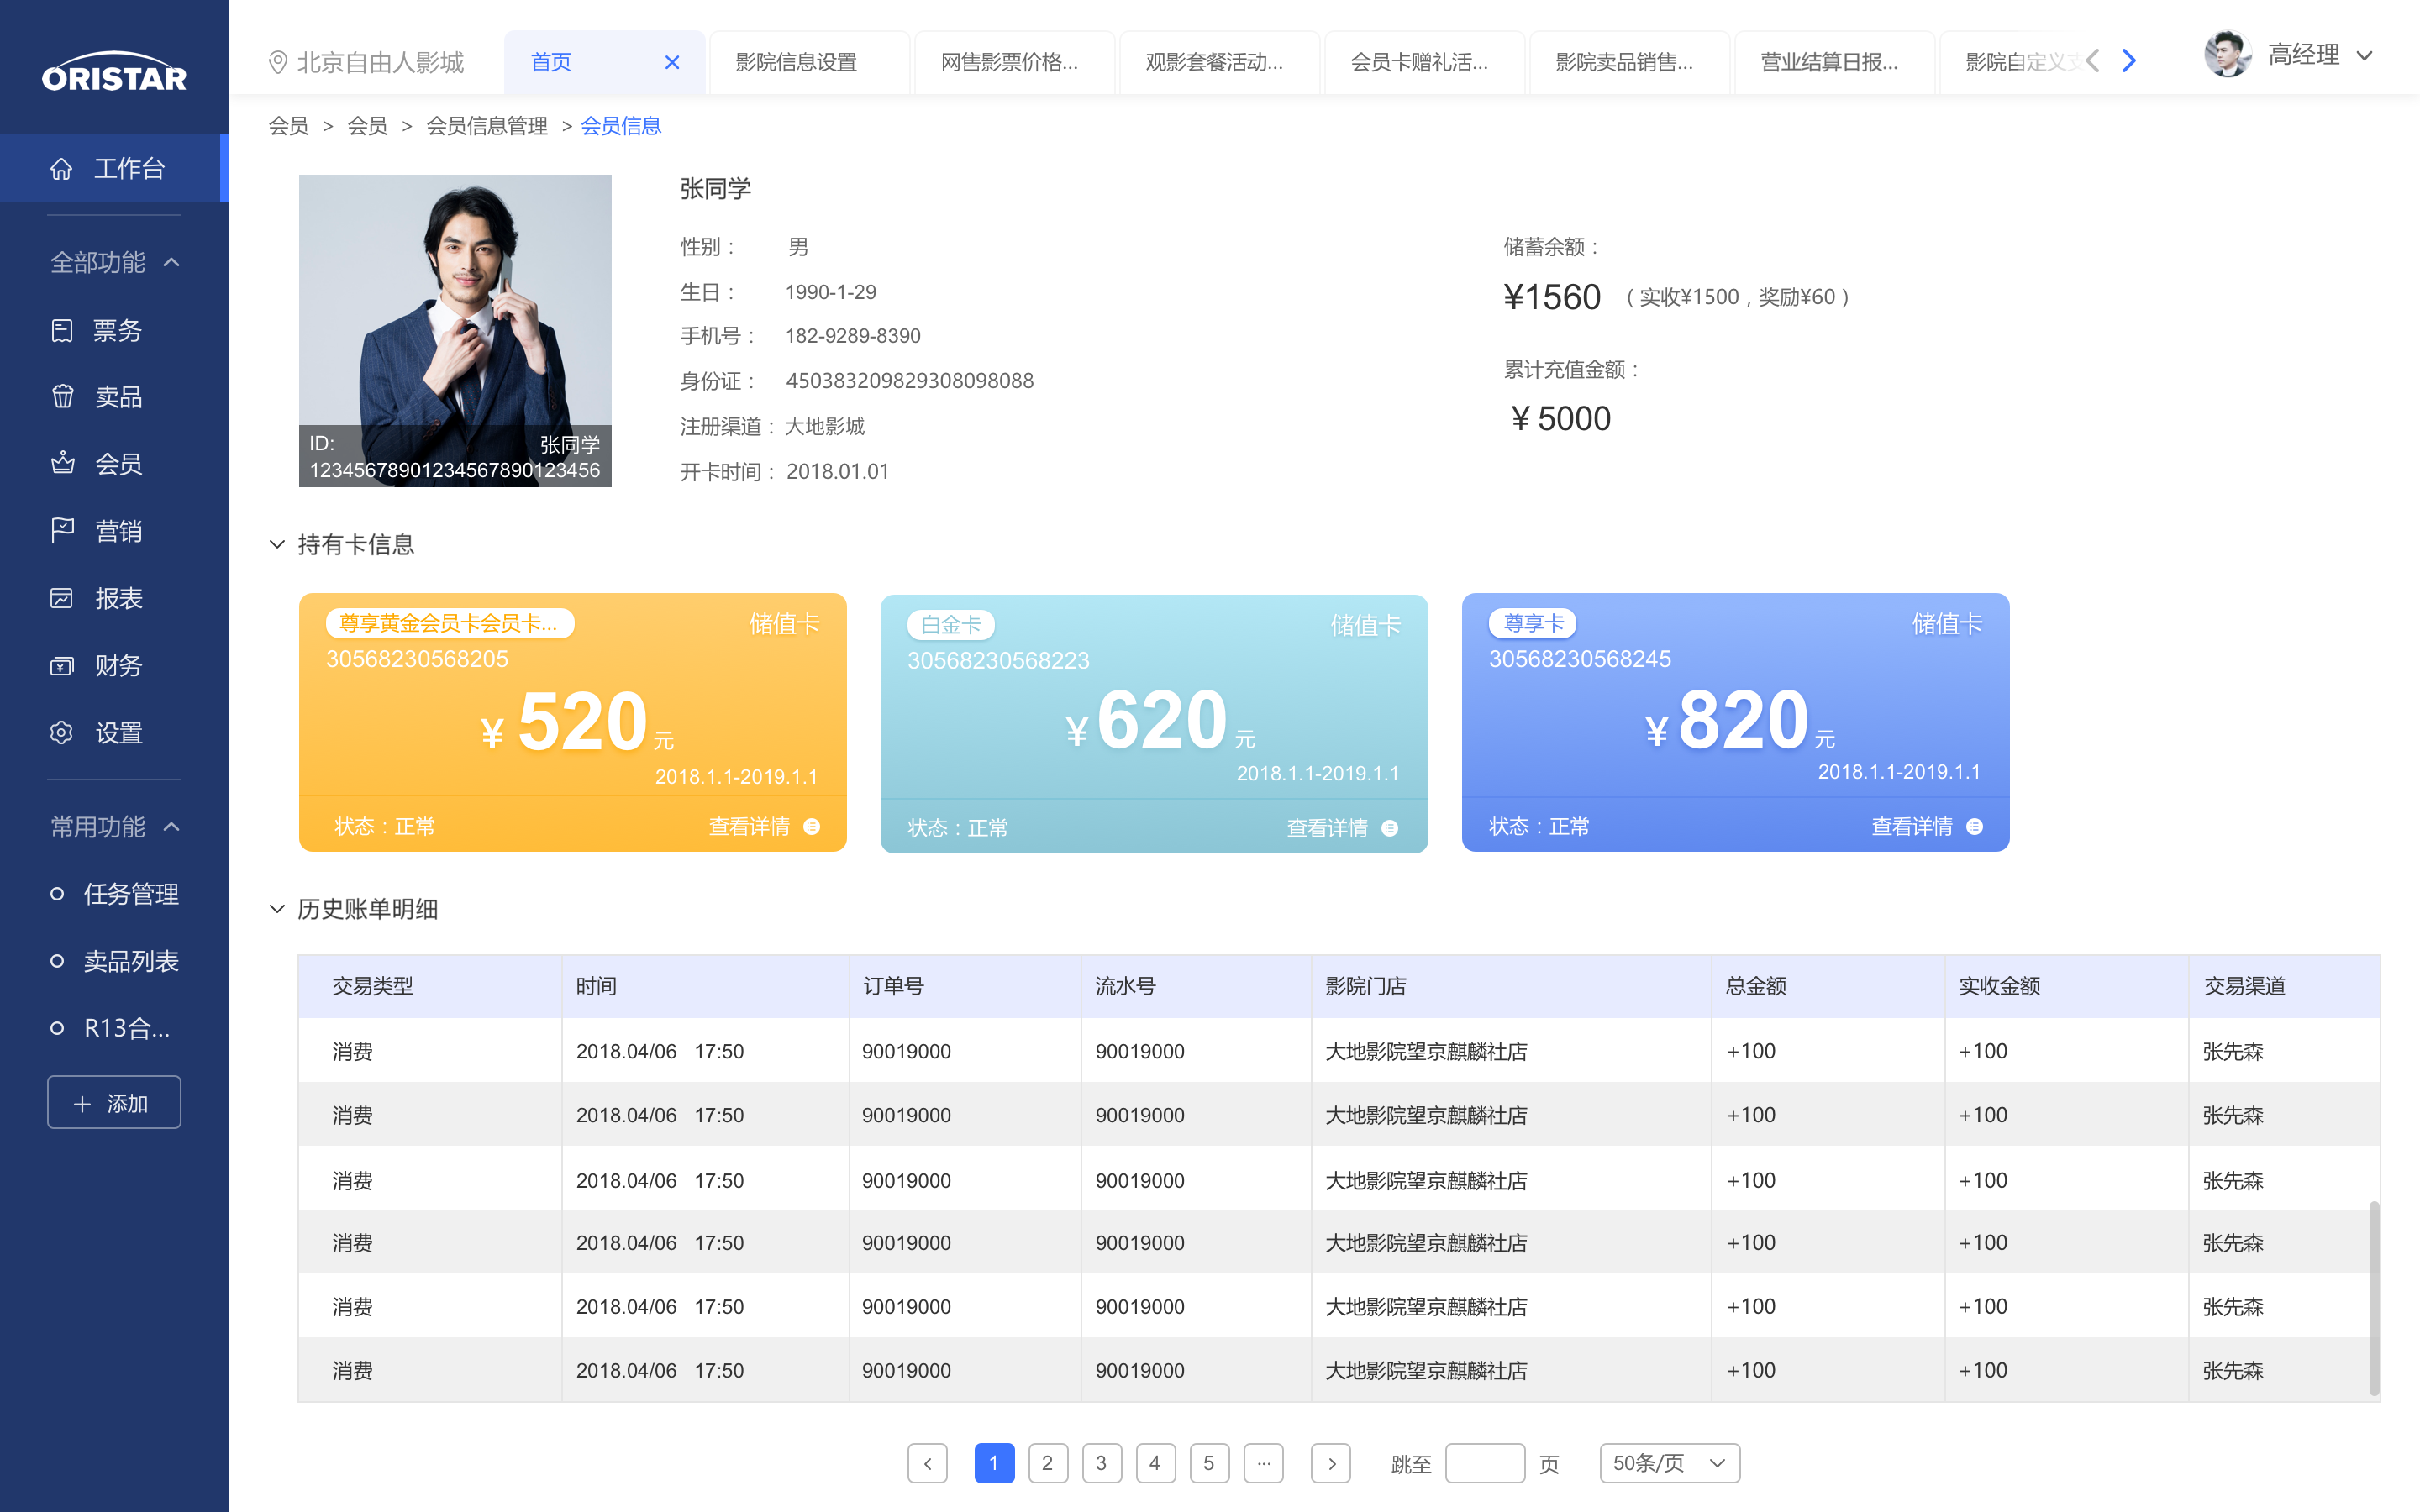 ORISTAR
北京自由人影城
首页
影院信息设置
网售影票价格...
观影套餐活动...
会员卡赠礼活...
影院卖品销售...
营业结算日报...
影院自定义支
高经理
工作台
全部功能
票务
卖品
会员
营销
报表
财务
设置
常用功能
任务管理
卖品列表
R13合...
添加
会员 > 会员 > 会员信息管理 > 会员信息
ID: 张同学
12345678901234567890123456
张同学
性别： 男
生日： 1990-1-29
手机号： 182-9289-8390
身份证： 450383209829308098088
注册渠道： 大地影城
开卡时间： 2018.01.01
储蓄余额：
¥1560 （实收¥1500，奖励¥60）
累计充值金额：
¥ 5000
持有卡信息
尊享黄金会员卡会员卡... 储值卡
30568230568205
¥ 520 元
2018.1.1-2019.1.1
状态：正常 查看详情
白金卡 储值卡
30568230568223
¥ 620 元
2018.1.1-2019.1.1
状态：正常 查看详情
尊享卡 储值卡
30568230568245
¥ 820 元
2018.1.1-2019.1.1
状态：正常 查看详情
历史账单明细
交易类型 时间 订单号 流水号 影院门店 总金额 实收金额 交易渠道
消费 2018.04/06 17:50 90019000 90019000 大地影院望京麒麟社店 +100 +100 张先森
消费 2018.04/06 17:50 90019000 90019000 大地影院望京麒麟社店 +100 +100 张先森
消费 2018.04/06 17:50 90019000 90019000 大地影院望京麒麟社店 +100 +100 张先森
消费 2018.04/06 17:50 90019000 90019000 大地影院望京麒麟社店 +100 +100 张先森
消费 2018.04/06 17:50 90019000 90019000 大地影院望京麒麟社店 +100 +100 张先森
消费 2018.04/06 17:50 90019000 90019000 大地影院望京麒麟社店 +100 +100 张先森
1 2 3 4 5 ... 跳至 页 50条/页